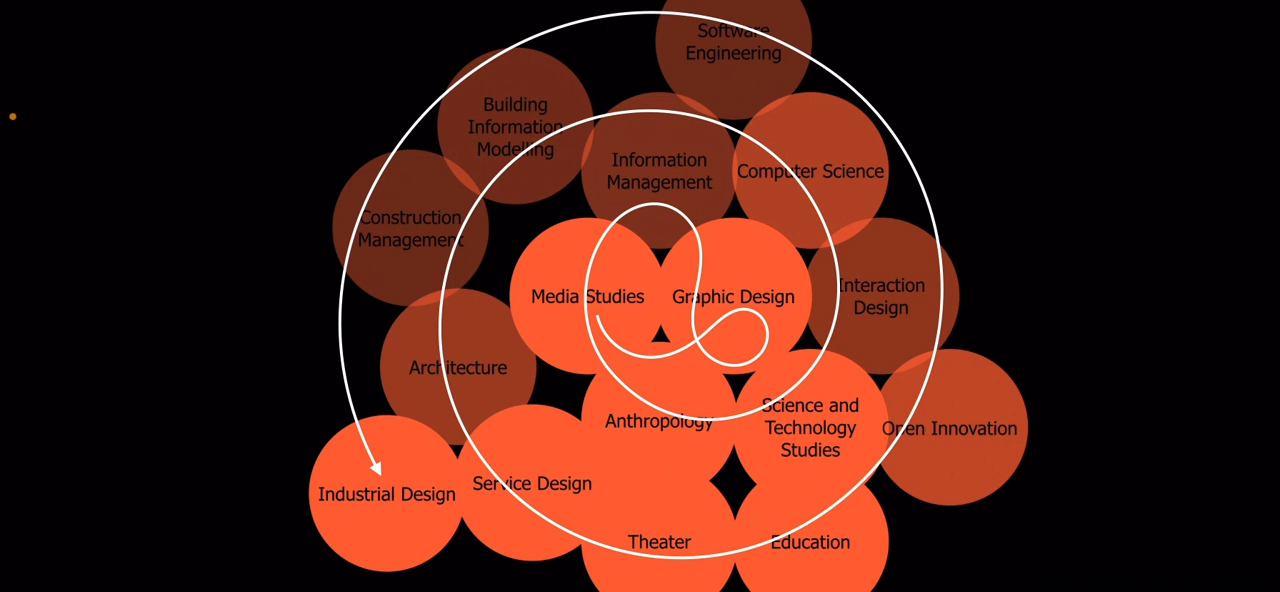 Software
Engineering
Building
Information
Modelling
Information
Management
Computer Science
Construction
Management
Media Studies
Graphic Design
Interaction
Design
Architecture
Anthropology
Science and
Technology
Studies
Open Innovation
Industrial Design
Service Design
Theater
Education